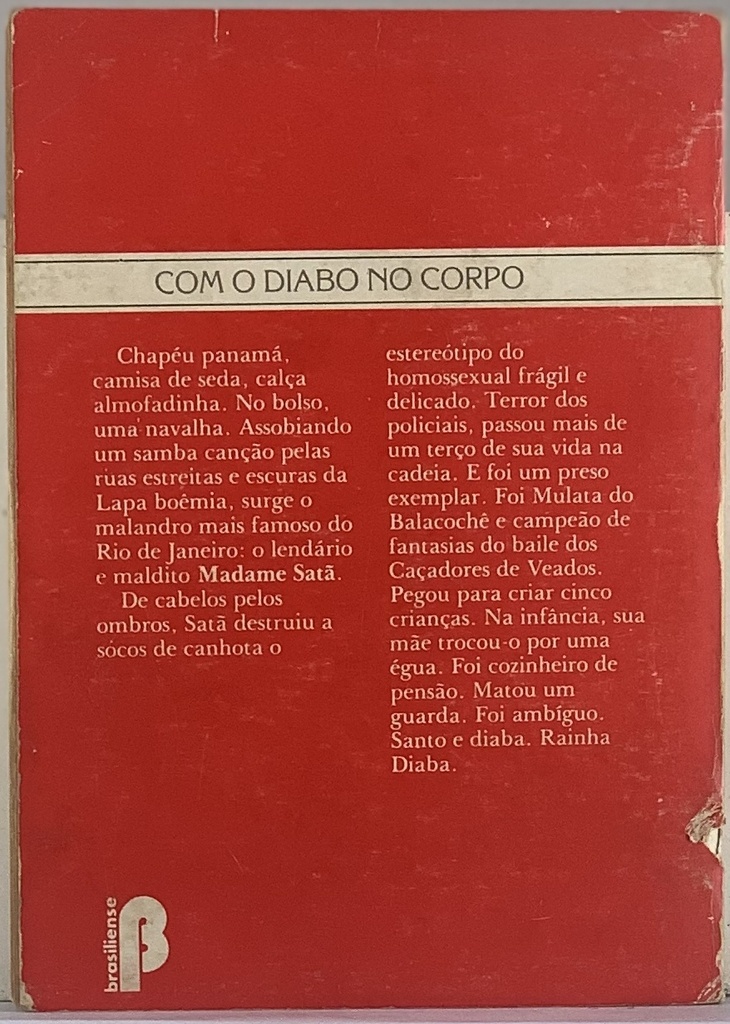 COM O DIABO NO CORPO
Chapéu panamá,
camisa de seda, calça
almofadinha. No bolso,
uma navalha. Assobiando
um samba canção pelas
ruas estreitas e escuras da
Lapa boêmia, surge o
malandro mais famoso do
Rio de Janeiro: o lendário
e maldito Madame Satã.
De cabelos pelos
ombros, Satã destruiu a
socos de canhota o
estereótipo do
homossexual frágil e
delicado. Terror dos
policiais, passou mais de
um terço de sua vida na
cadeia. E foi um preso
exemplar. Foi Mulata do
Balacochê e campeão de
fantasias do baile dos
Caçadores de Veados.
Pegou para criar cinco
crianças. Na infância, sua
mãe trocou-o por uma
égua. Foi cozinheiro de
pensão. Matou um
guarda. Foi ambíguo.
Santo e diaba. Rainha
Diaba.
brasiliense